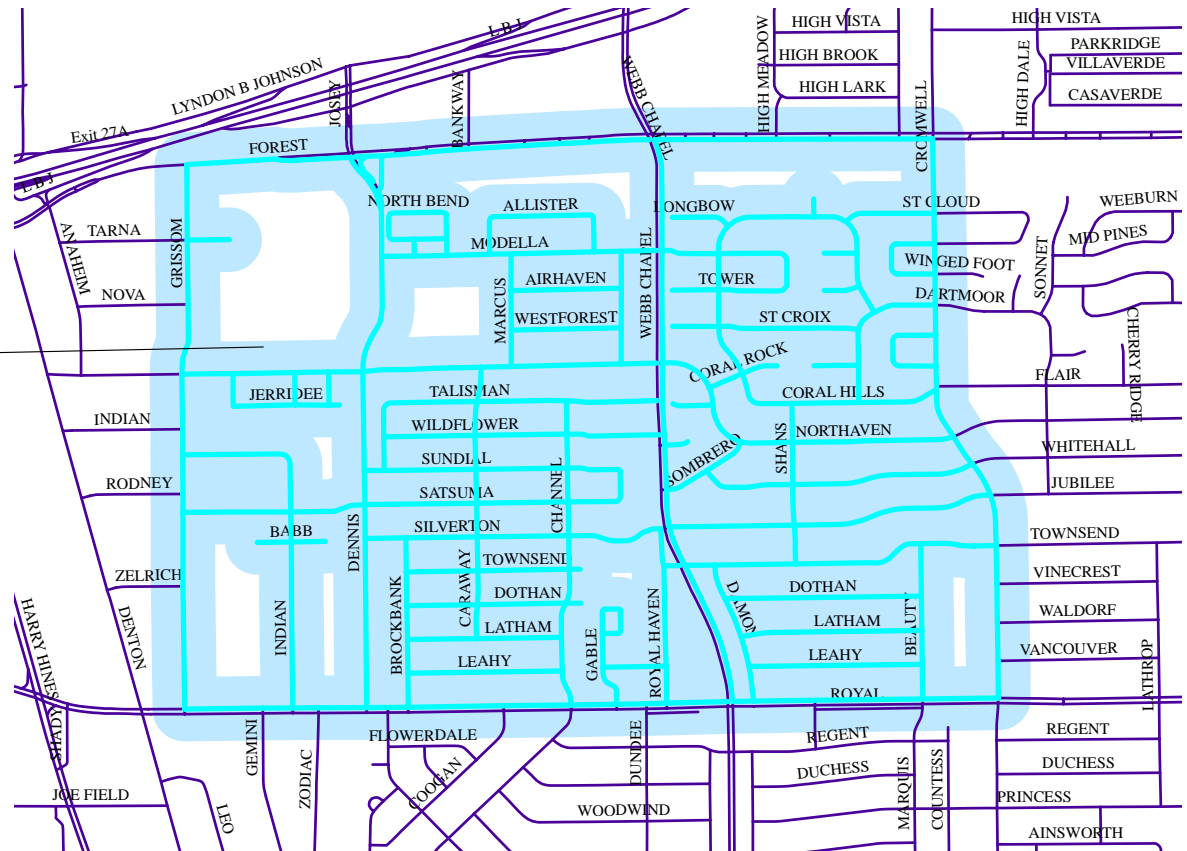 HIGH VISTA
HIGH VISTA
L B J
PARKRIDGE
HIGH BROOK
VILLAVERDE
LYNDON B JOHNSON
WEBB CHAPEL
HIGH MEADOW
HIGH DALE
HIGH LARK
CASAVERDE
JOSEY
BANKWAY
Exit 27A
CROMWELL
FOREST
L B J
NORTH BEND
ALLISTER
LONGBOW
ST CLOUD
WEEBURN
TARNA
ANAHEIM
GRISSOM
MODELLA
WEBB CHAPEL
MID PINES
WINGED FOOT
SONNET
AIRHAVEN
TOWER
NOVA
MARCUS
DARTMOOR
WESTFOREST
ST CROIX
CHERRY RIDGE
CORAL ROCK
FLAIR
JERRIDEE
TALISMAN
CORAL HILLS
INDIAN
WILDFLOWER
NORTHAVEN
SHANS
WHITEHALL
SUNDIAL
SOMBRERO
RODNEY
SATSUMA
CHANNEL
JUBILEE
BABB
DENNIS
SILVERTON
TOWNSEND
TOWNSEND
ZELRICH
CARAWAY
VINECREST
DOTHAN
DOTHAN
BROCKBANK
DAMON
WALDORF
HARRY HINES
DENTON
INDIAN
LATHAM
LATHAM
BEAUTY
GABLE
ROYAL HAVEN
VANCOUVER
LEAHY
LEAHY
LATHROP
ROYAL
SHADY
GEMINI
FLOWERDALE
DUNDEE
REGENT
REGENT
ZODIAC
COOGAN
DUCHESS
DUCHESS
MARQUIS
COUNTESS
JOE FIELD
LEO
WOODWIND
PRINCESS
AINSWORTH